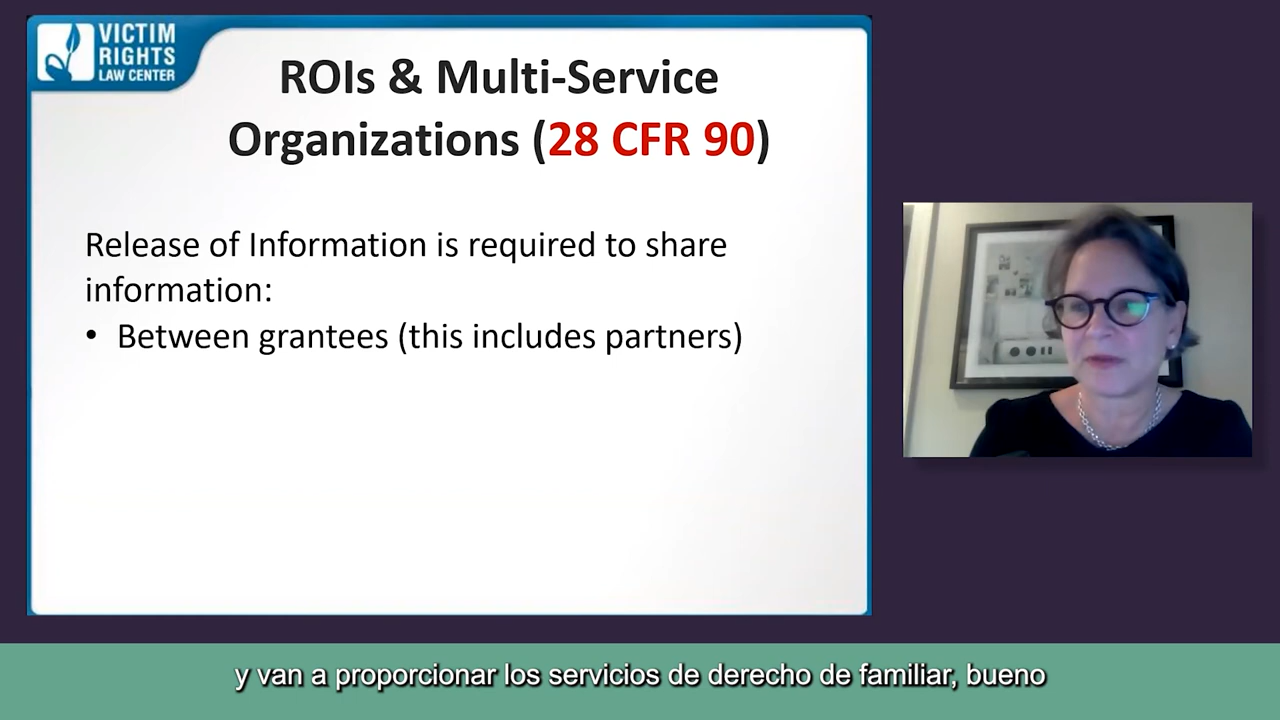 VICTIM
RIGHTS
LAW CENTER
ROIs & Multi-Service
Organizations (28 CFR 90)
Release of Information is required to share
information:
• Between grantees (this includes partners)
y van a proporcionar los servicios de derecho de familiar, bueno